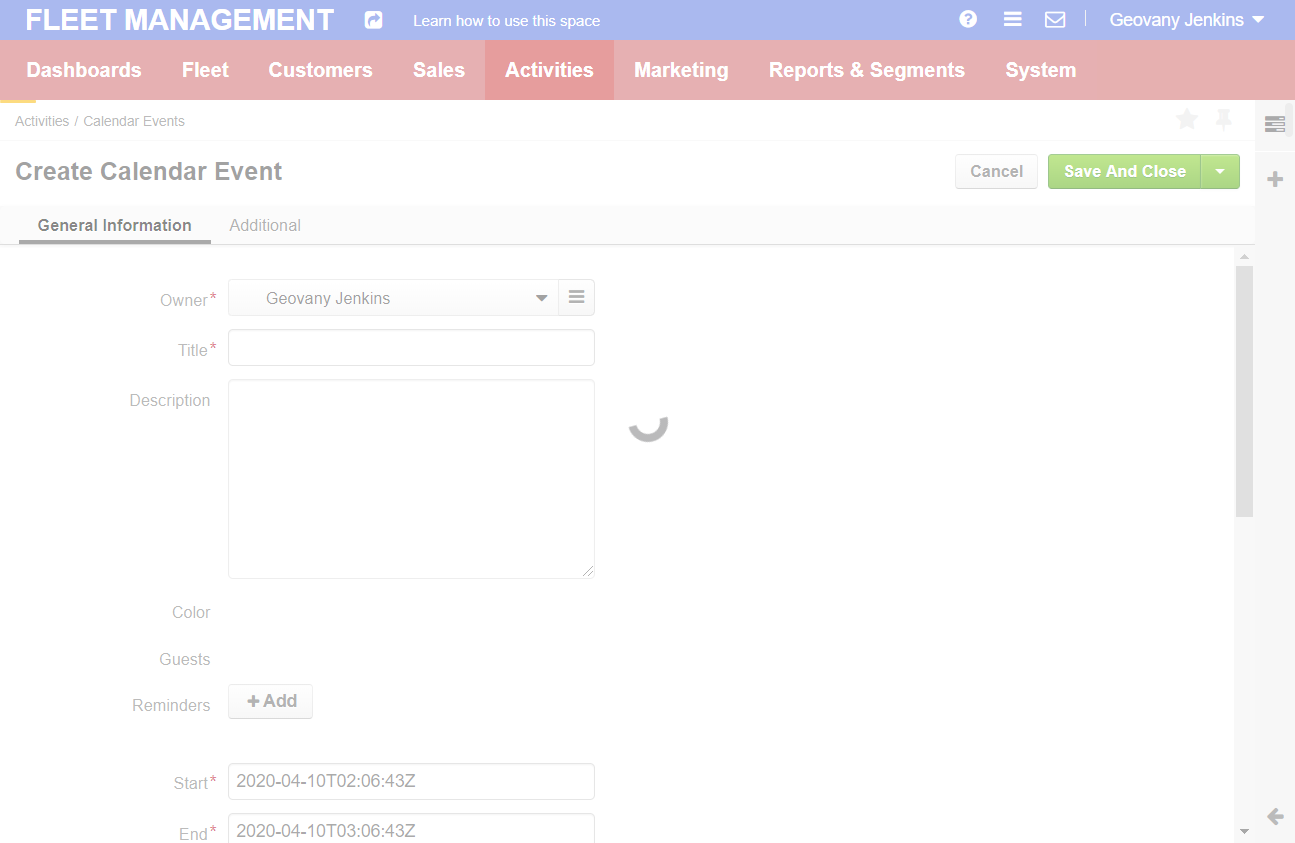 FLEET MANAGEMENT Learn how to use this space Geovany Jenkins
Dashboards Fleet Customers Sales Activities Marketing Reports & Segments System
Activities / Calendar Events
Create Calendar Event Cancel Save And Close
General Information Additional
Owner* Geovany Jenkins
Title*
Description
Color
Guests
Reminders + Add
Start* 2020-04-10T02:06:43Z
End* 2020-04-10T03:06:43Z